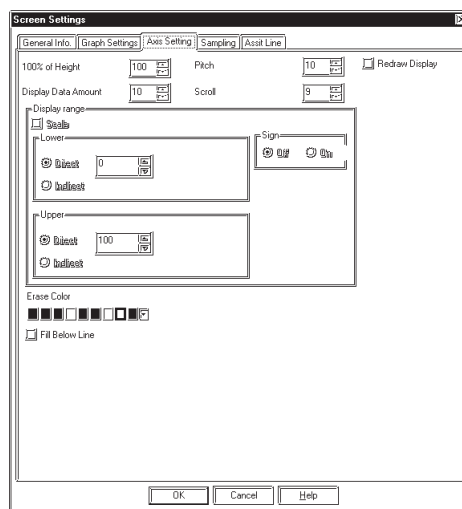 Screen Settings
General Info. Graph Settings Axis Setting Sampling Assit Line
100% of Height 100 Pitch 10 Redraw Display
Display Data Amount 10 Scroll 9
Display range
Scale
Lower
Direct 0
Indirect
Sign
Off On
Upper
Direct 100
Indirect
Erase Color
Fill Below Line
OK Cancel Help